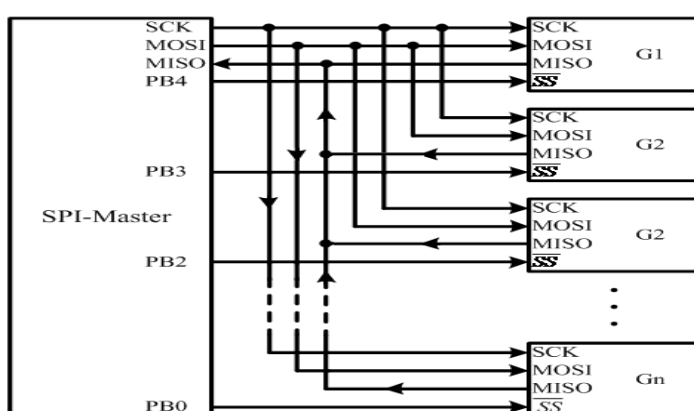 SCK
MOSI
MISO
PB4
PB3
SPI-Master
PB2
PB0
SCK
MOSI
MISO
SS
G1
SCK
MOSI
MISO
SS
G2
SCK
MOSI
MISO
SS
G2
SCK
MOSI
MISO
SS
Gn